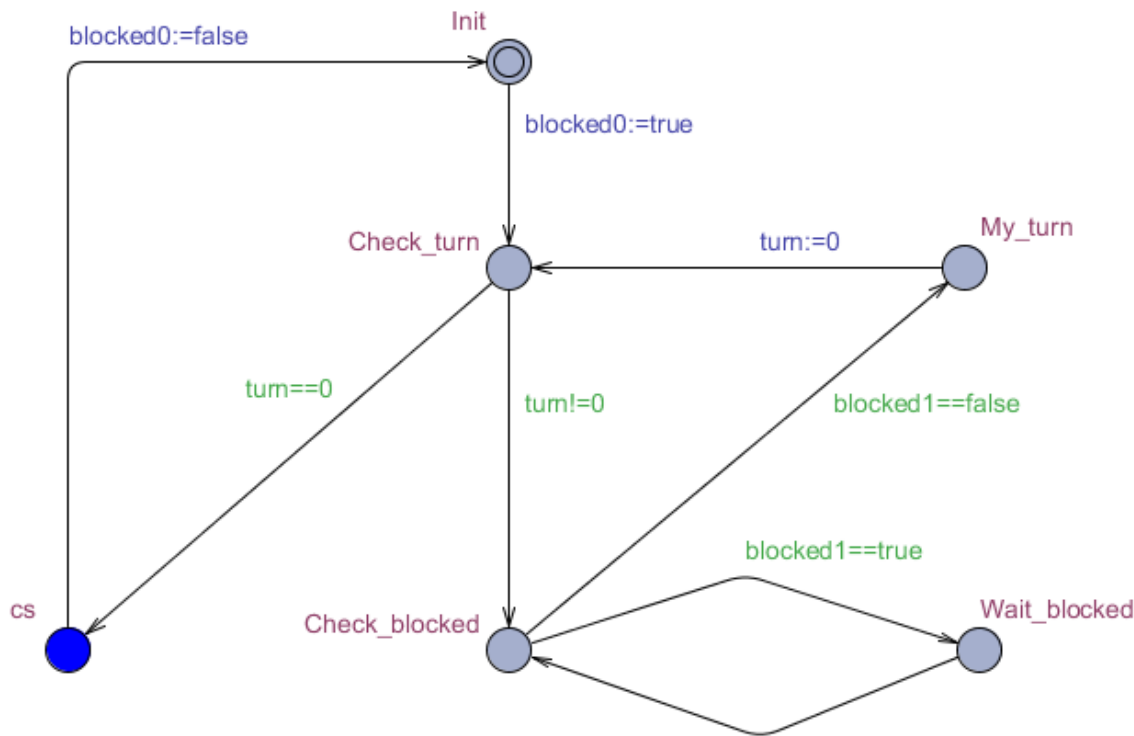 Init
blocked0:=false
blocked0:=true
Check_turn
My_turn
turn:=0
turn==0
turn!=0
blocked1==false
blocked1==true
cs
Check_blocked
Wait_blocked